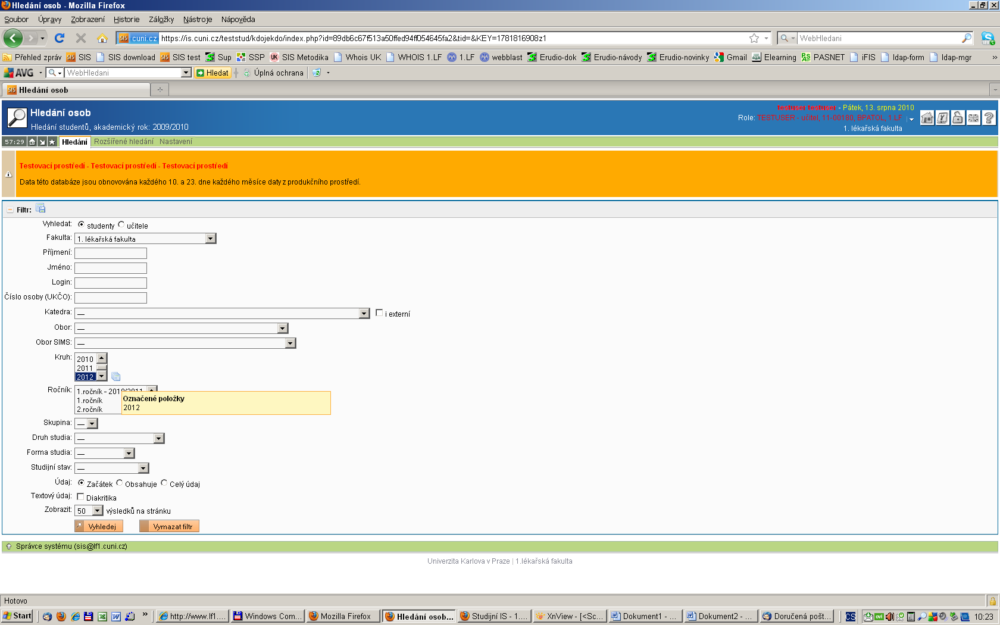 Hledání osob - Mozilla Firefox
Soubor Úpravy Zobrazení Historie Záložky Nástroje Nápověda
SIS cuni.cz https://is.cuni.cz/teststud/kdojekdo/index.php?id=89db6c67f513a50ffed94ff054645fa2&tid=&KEY=1781816908z1 WebHledani
Přehled zpráv SIS SIS download SIS test Sup SSP SIS Metodika Whois UK WHOIS 1.LF 1.LF webblast Erudio-dok Erudio-návody Erudio-novinky Gmail Elearning PASNET iFIS ldap-form ldap-mgr »
AVG WebHledani Hledat Úplná ochrana
SIS Hledání osob
Hledání osob
Hledání studentů, akademický rok: 2009/2010
testuser testuser - Pátek, 13. srpna 2010
Role: TESTUSER - učitel, 11-00180, BPATOL, 1.LF
1. lékařská fakulta
57:29 Hledání Rozšířené hledání Nastavení
Testovací prostředí - Testovací prostředí - Testovací prostředí
Data této databáze jsou obnovována každého 10. a 23. dne každého měsíce daty z produkčního prostředí.
Filtr:
Vyhledat: studenty učitele
Fakulta: 1. lékařská fakulta
Příjmení:
Jméno:
Login:
Číslo osoby (UKČO):
Katedra: — i externí
Obor: —
Obor SIMS: —
Kruh: 2010
2011
2012
Ročník: 1.ročník - 2010/2011
1.ročník
2.ročník
Označené položky
2012
Skupina: —
Druh studia: —
Forma studia: —
Studijní stav: —
Údaj: Začátek Obsahuje Celý údaj
Textový údaj: Diakritika
Zobrazit: 50 výsledků na stránku
Vyhledej Vymazat filtr
Správce systému (sis@lf1.cuni.cz)
Univerzita Karlova v Praze | 1.lékařská fakulta
Hotovo
Start » http://www.lf1.... Windows Com... Mozilla Firefox Hledání osob... Studijní IS - 1.... XnView - [<Sc... Dokument1 - ... Dokument2 - ... Doručená pošt... CS 10:23